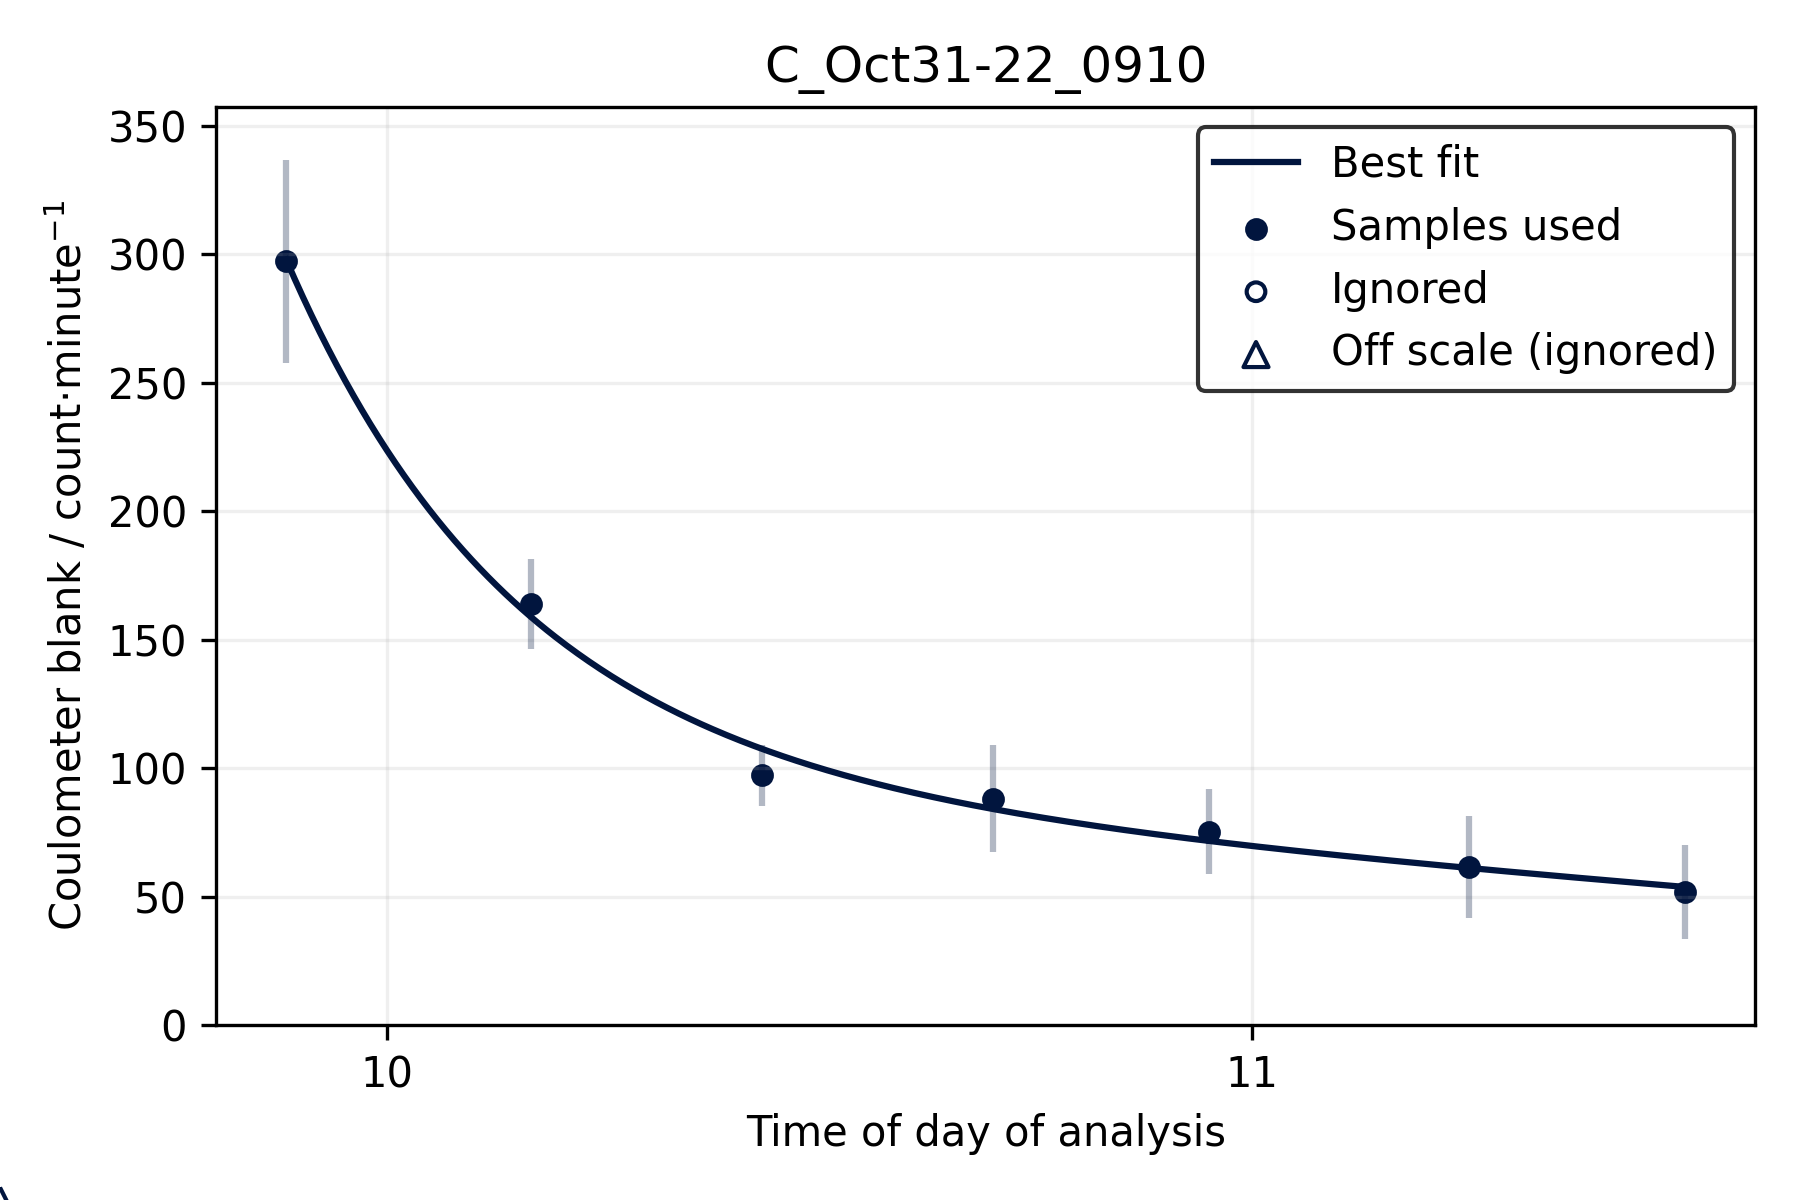 C_Oct31-22_0910
350
300
250
200
150
100
50
0
Coulometer blank / count·minute⁻¹
Best fit
Samples used
Ignored
Off scale (ignored)
10
11
Time of day of analysis